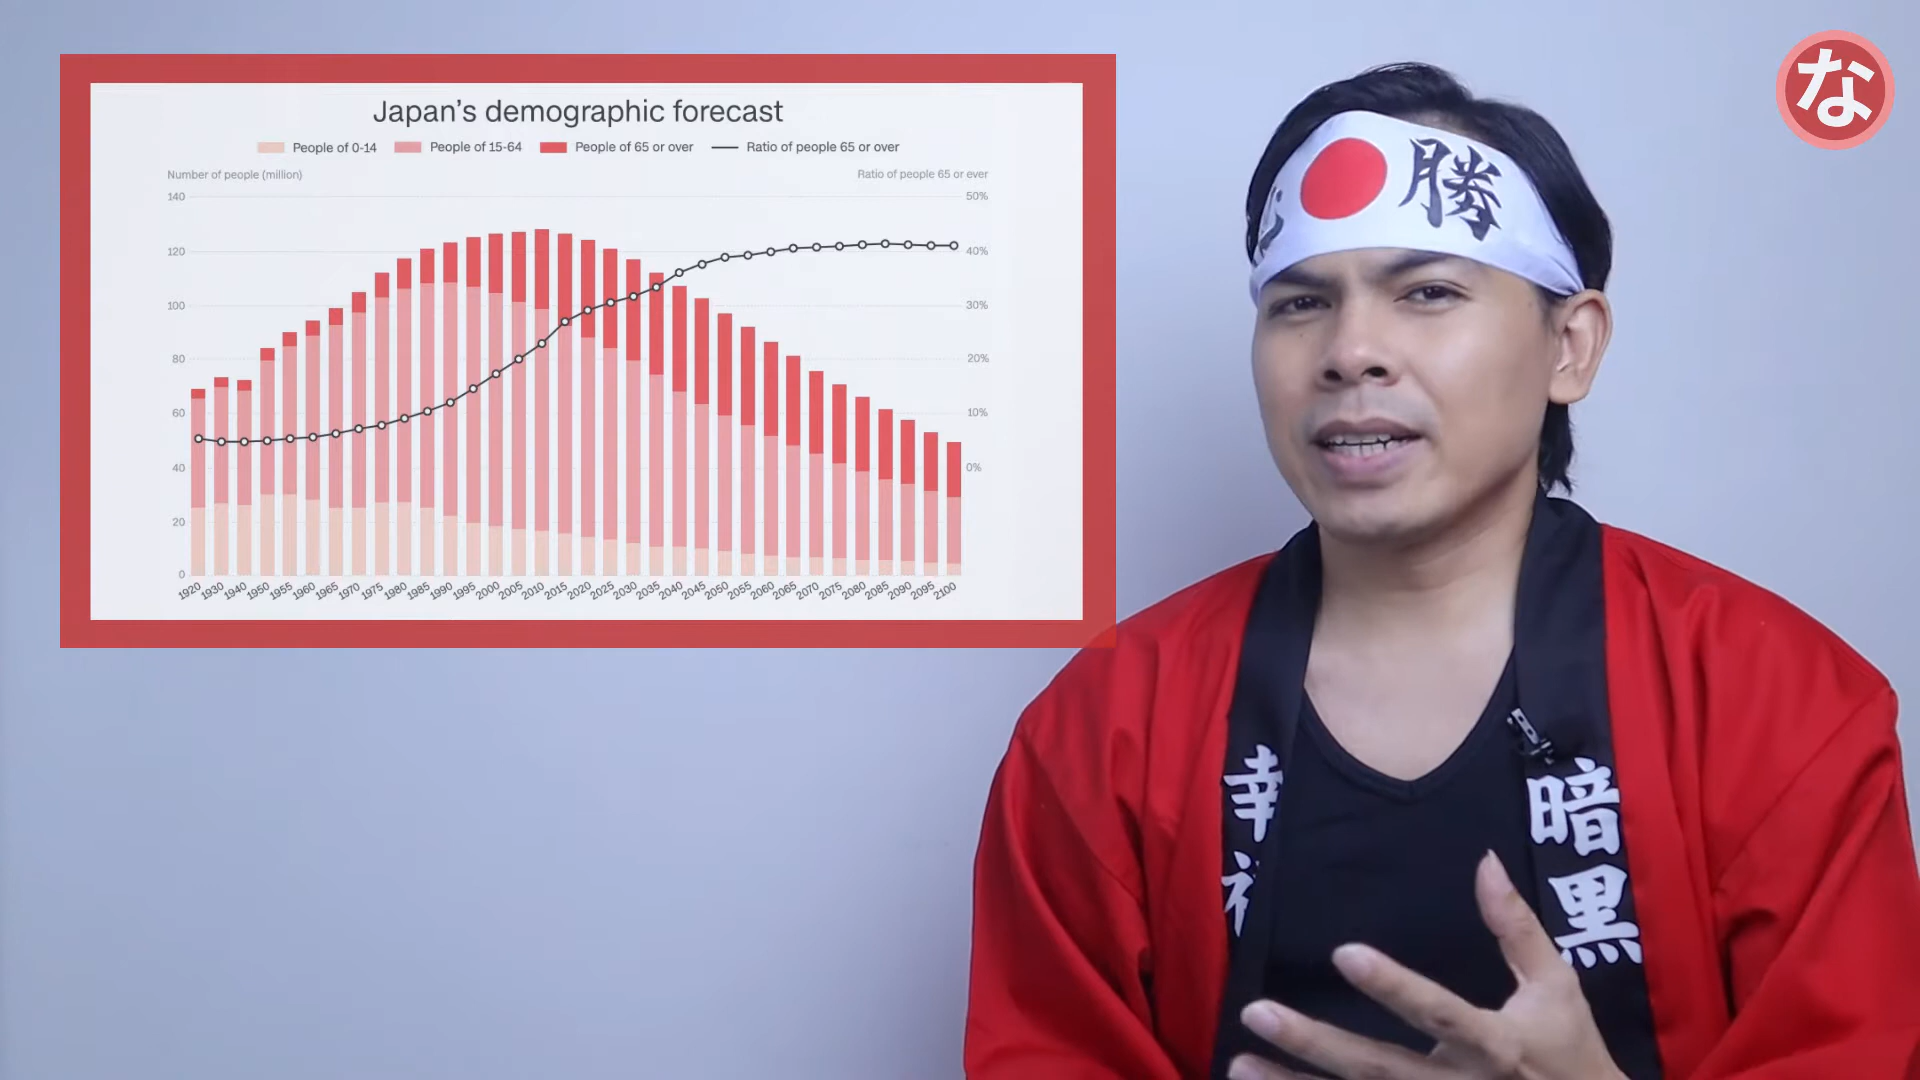 Japan's demographic forecast
People of 0-14 People of 15-64 People of 65 or over Ratio of people 65 or over
Number of people (million) Ratio of people 65 or ever
140 50%
120 40%
100 30%
80 20%
60 10%
40 0%
20
0
1920 1930 1940 1950 1955 1960 1965 1970 1975 1980 1985 1990 1995 2000 2005 2010 2015 2020 2025 2030 2035 2040 2045 2050 2055 2060 2065 2070 2075 2080 2085 2090 2095 2100
な
勝
幸
暗
黒